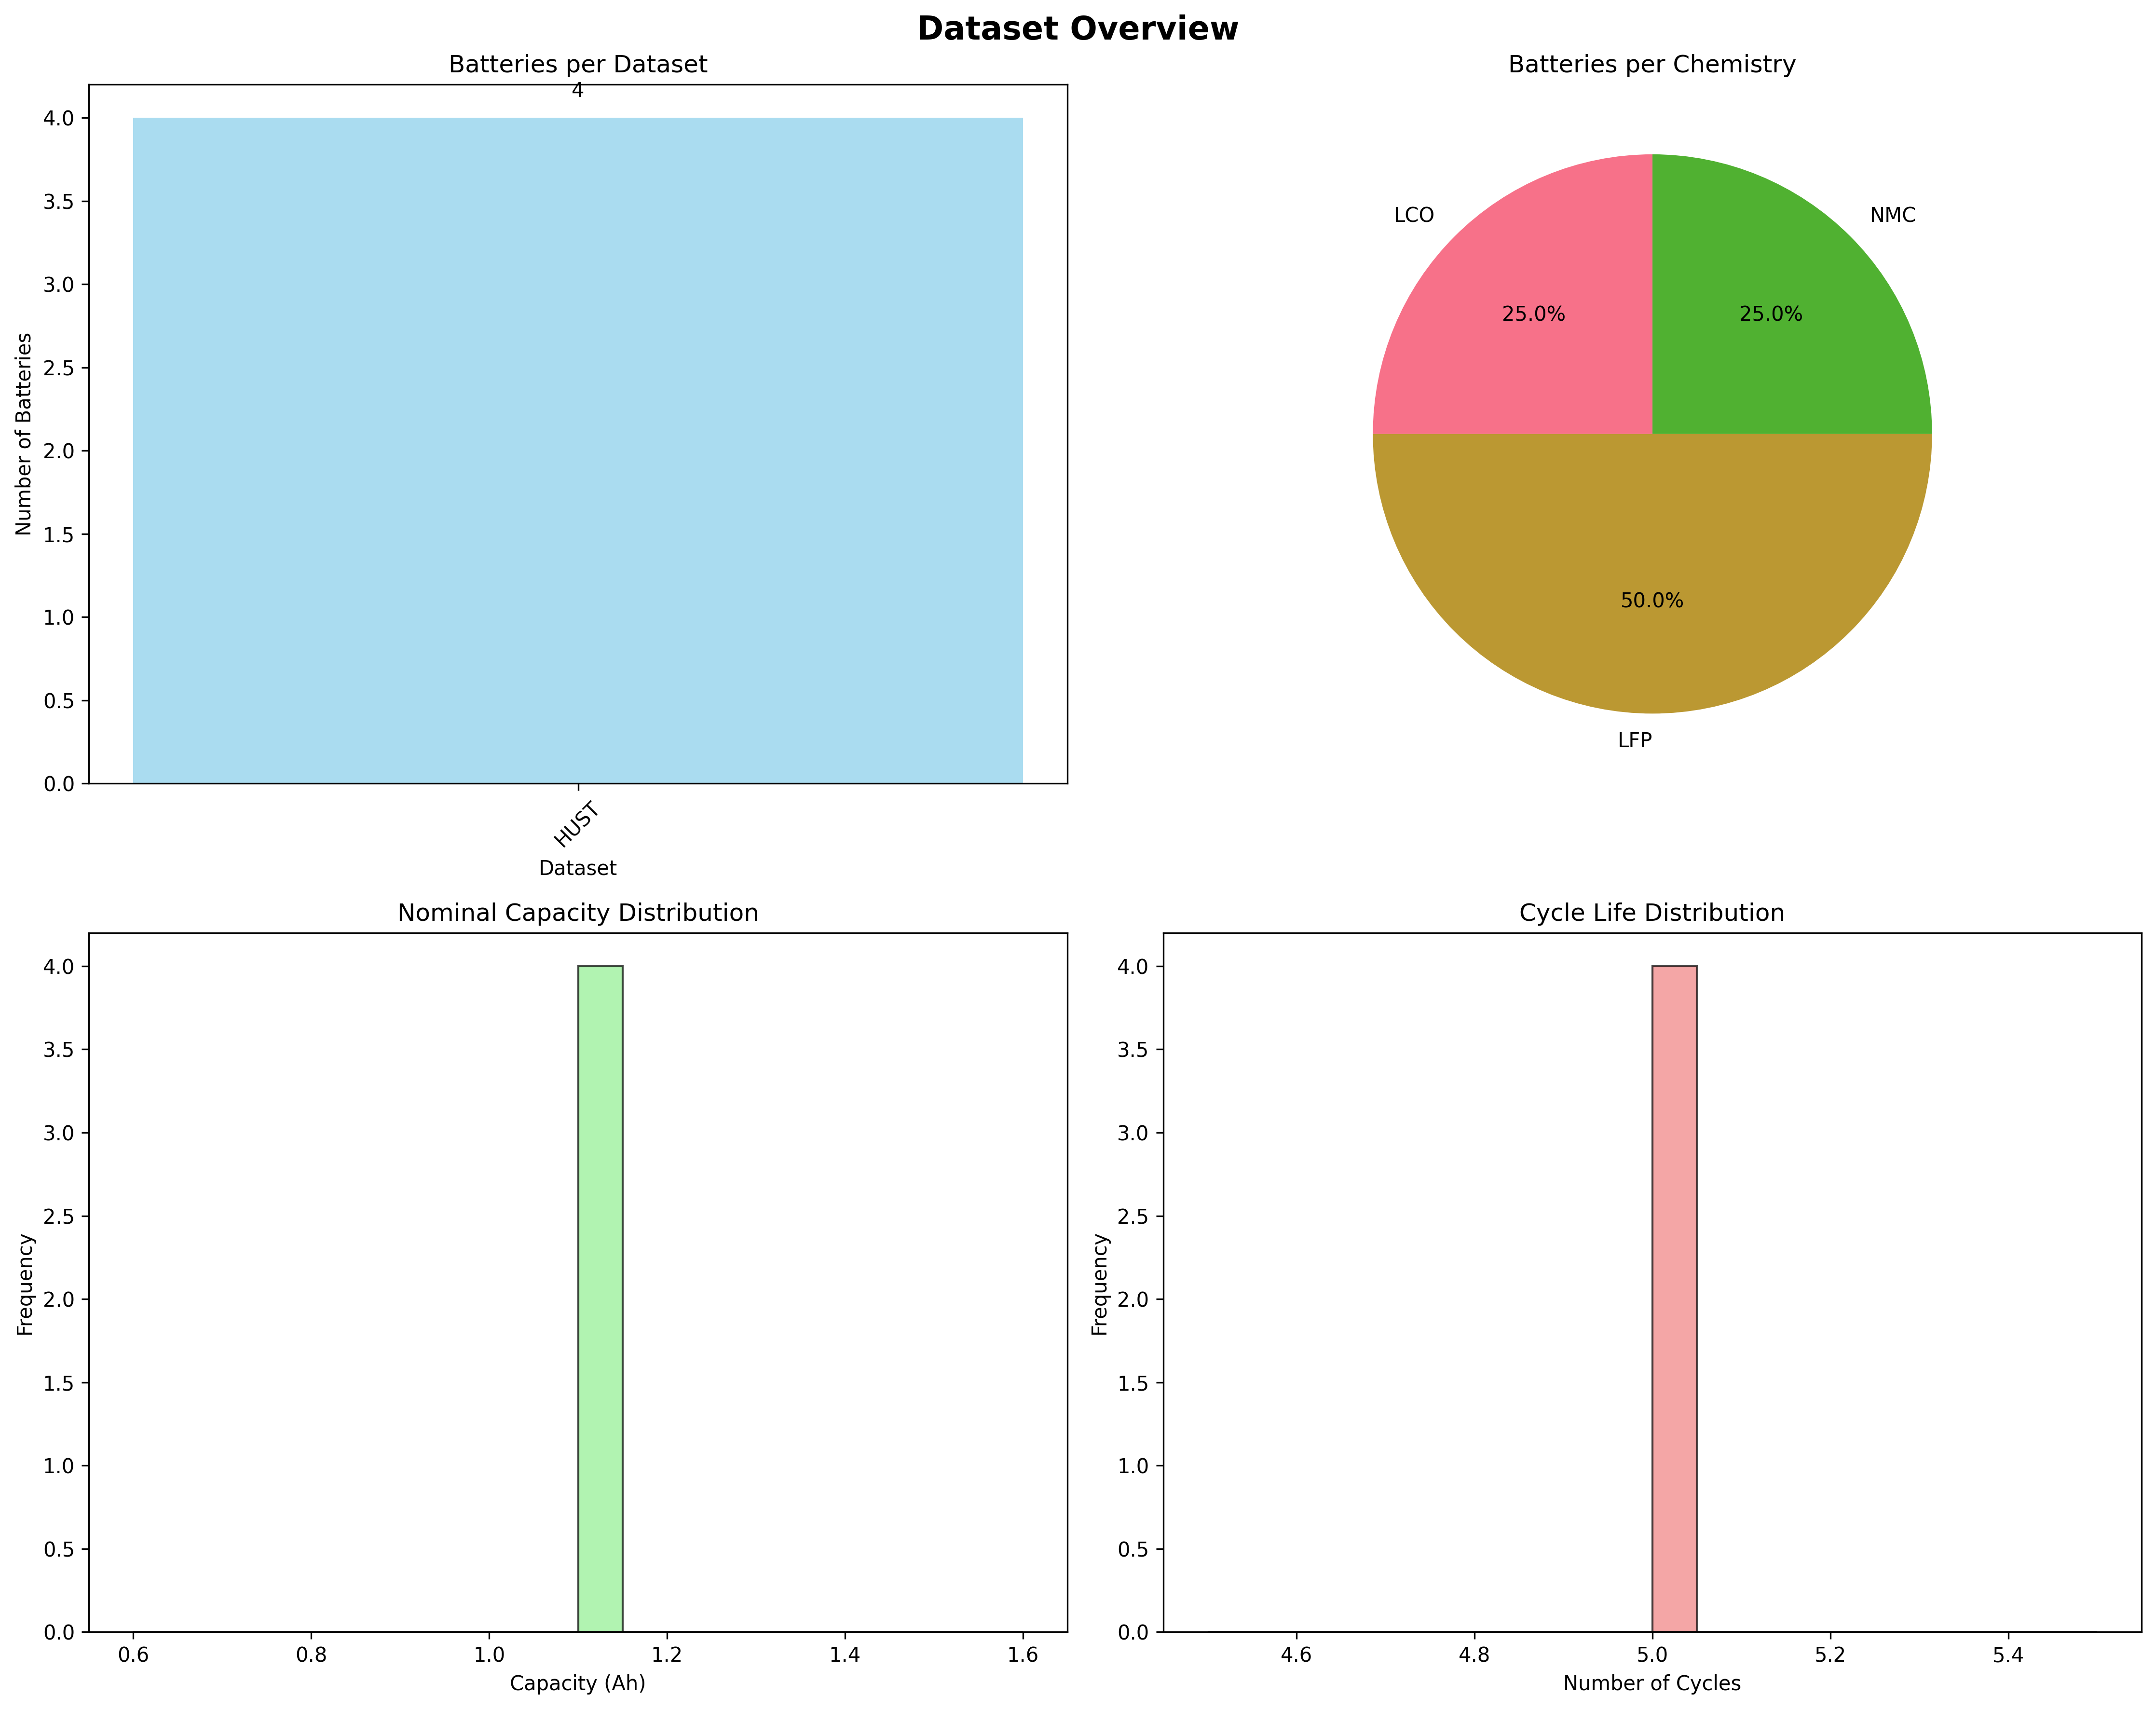 Dataset Overview
Batteries per Dataset
4
4.0
3.5
3.0
2.5
2.0
1.5
1.0
0.5
0.0
Number of Batteries
HUST
Dataset
Batteries per Chemistry
LCO
NMC
25.0%
25.0%
50.0%
LFP
Nominal Capacity Distribution
4.0
3.5
3.0
2.5
2.0
1.5
1.0
0.5
0.0
Frequency
0.6 0.8 1.0 1.2 1.4 1.6
Capacity (Ah)
Cycle Life Distribution
4.0
3.5
3.0
2.5
2.0
1.5
1.0
0.5
0.0
Frequency
4.6 4.8 5.0 5.2 5.4
Number of Cycles